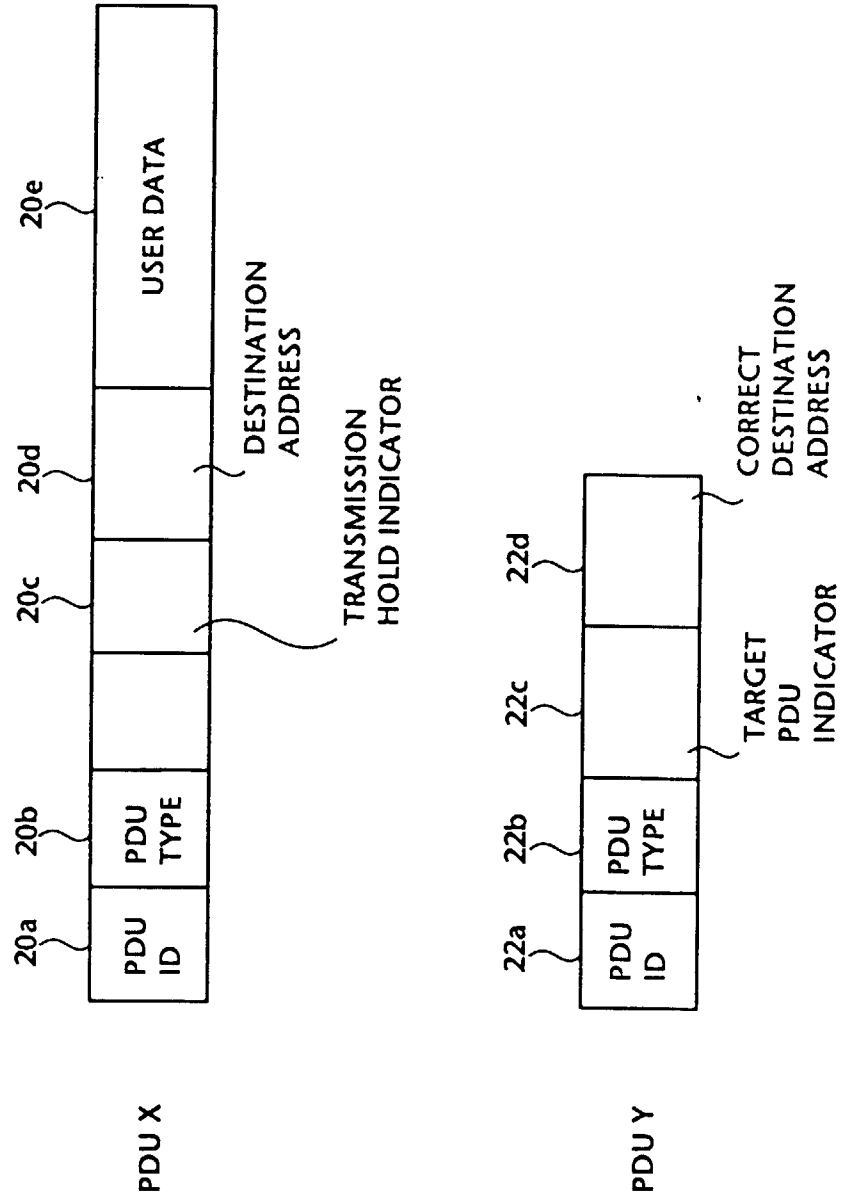 20a
20b
20c
20d
20e
PDU X
PDU
ID
PDU
TYPE
USER DATA
TRANSMISSION
HOLD INDICATOR
DESTINATION
ADDRESS
22a
22b
22c
22d
PDU Y
PDU
ID
PDU
TYPE
TARGET
PDU
INDICATOR
CORRECT
DESTINATION
ADDRESS